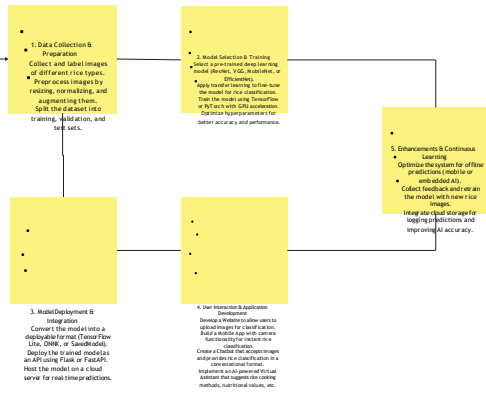 1. Data Collection &
Preparation
Collect and label images
of different rice types.
Preprocess images by
resizing, normalizing, and
augmenting them.
Split the dataset into
training, validation, and
test sets.
2. Model Selection & Training
Select a pre-trained deep learning
model (ResNet, VGG, MobileNet, or
EfficientNet).
Apply transfer learning to fine-tune
the model for rice classification.
Train the model using TensorFlow
or PyTorch with GPU acceleration.
Optimize hyperparameters for
better accuracy and performance.
5. Enhancements & Continuous
Learning
Optimize the system for offline
predictions (mobile or
embedded AI).
Collect feedback and retrain
the model with new rice
images.
Integrate cloud storage for
logging predictions and
improving AI accuracy.
3. Model Deployment &
Integration
Convert the model into a
deployable format (TensorFlow
Lite, ONNX, or SavedModel).
Deploy the trained model as
an API using Flask or FastAPI.
Host the model on a cloud
server for real-time predictions.
4. User Interaction & Application
Development
Develop a Website to allow users to
upload images for classification.
Build a Mobile App with camera
functionality for instant rice
classification.
Create a Chatbot that accepts images
and provides rice classification in a
conversational format.
Implement an AI-powered Virtual
Assistant that suggests rice cooking
methods, nutritional values, etc.